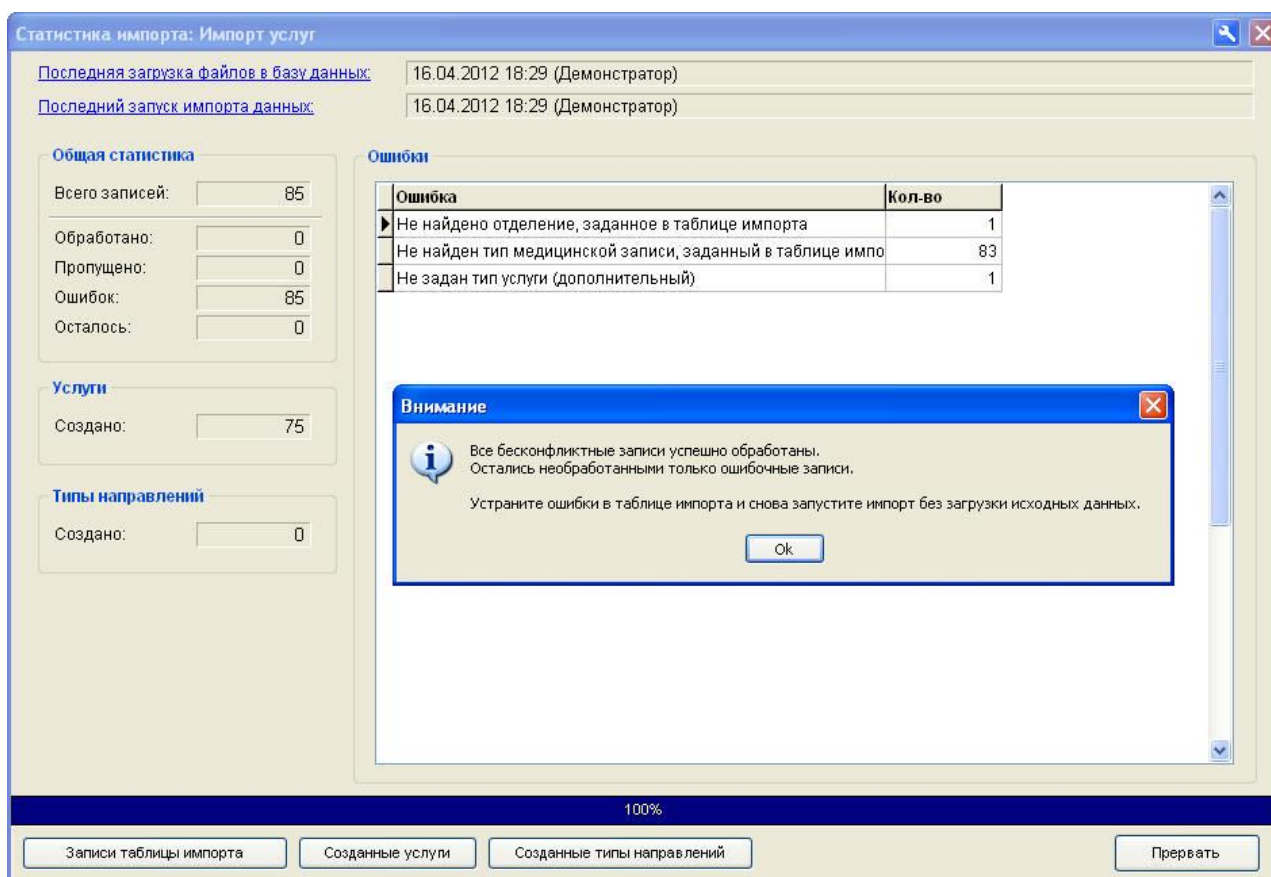 Статистика импорта: Импорт услуг
Последняя загрузка файлов в базу данных: 16.04.2012 18:29 (Демонстратор)
Последний запуск импорта данных: 16.04.2012 18:29 (Демонстратор)
Общая статистика
Всего записей: 85
Обработано: 0
Пропущено: 0
Ошибок: 85
Осталось: 0
Услуги
Создано: 75
Типы направлений
Создано: 0
Ошибки
Ошибка Кол-во
Не найдено отделение, заданное в таблице импорта 1
Не найден тип медицинской записи, заданный в таблице импо 83
Не задан тип услуги (дополнительный) 1
Внимание
Все бесконфликтные записи успешно обработаны.
Остались необработанными только ошибочные записи.
Устраните ошибки в таблице импорта и снова запустите импорт без загрузки исходных данных.
Ok
100%
Записи таблицы импорта Созданные услуги Созданные типы направлений Прервать